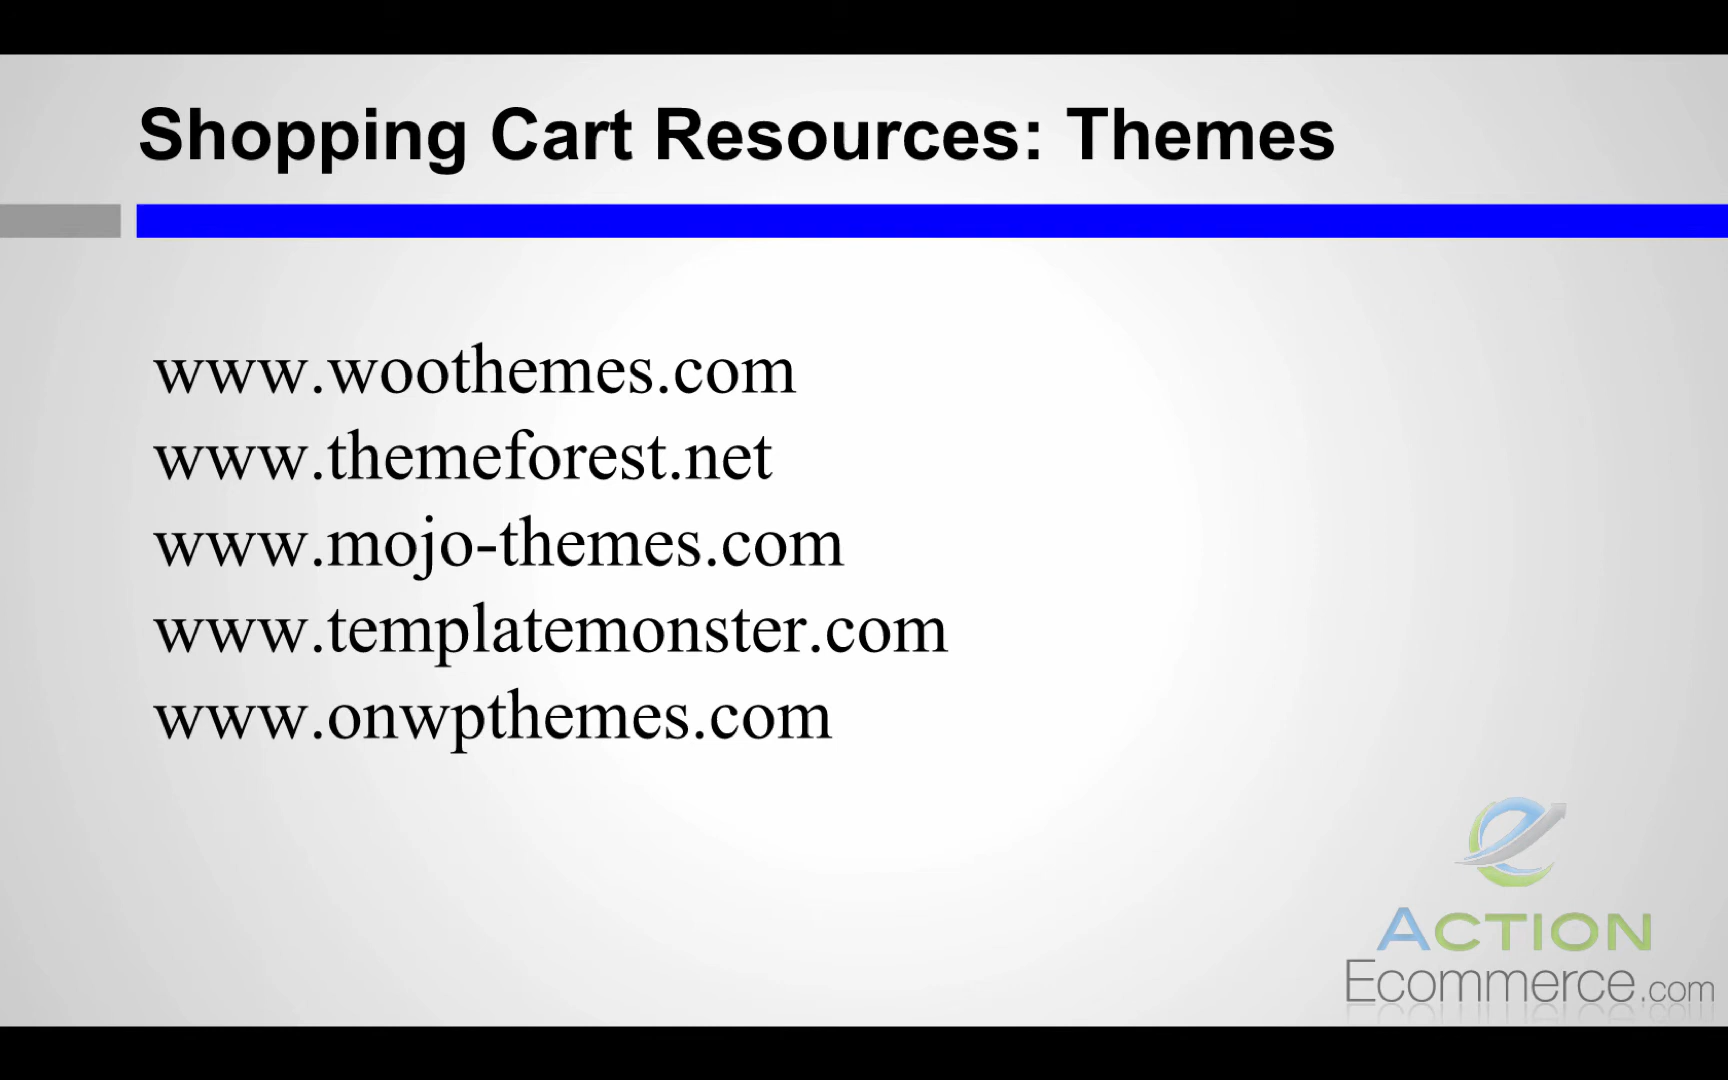 Shopping Cart Resources: Themes
www.woothemes.com
www.themeforest.net
www.mojo-themes.com
www.templatemonster.com
www.onwpthemes.com
ACTION
Ecommerce.com